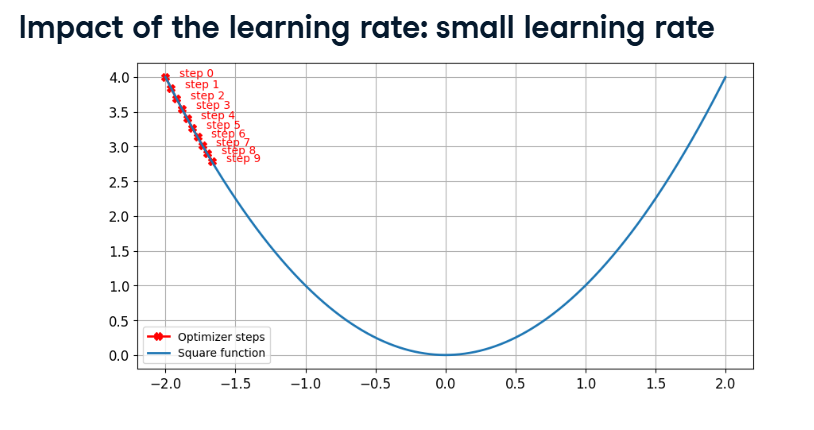 Impact of the learning rate: small learning rate
4.0
3.5
3.0
2.5
2.0
1.5
1.0
0.5
0.0
step 0
step 1
step 2
step 3
step 4
step 5
step 6
step 7
step 8
step 9
Optimizer steps
Square function
−2.0 −1.5 −1.0 −0.5 0.0 0.5 1.0 1.5 2.0